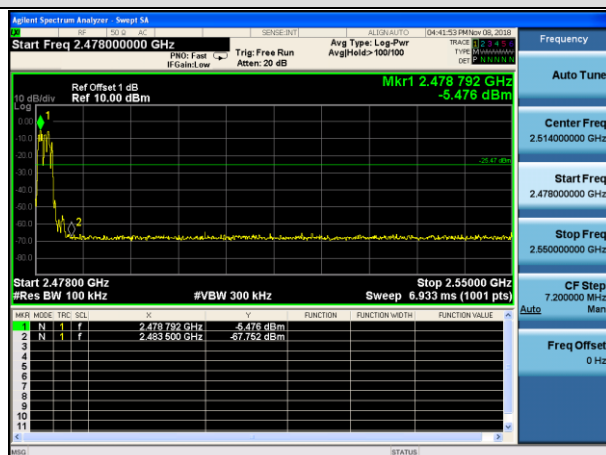 Agilent Spectrum Analyzer - Swept SA
RF 50 Ω AC SENSE:INT ALIGNAUTO 04:41:53 PM Nov 08, 2018
Start Freq 2.478000000 GHz
PNO: Fast
IFGain:Low
Trig: Free Run
Atten: 20 dB
Avg Type: Log-Pwr
Avg|Hold:>100/100
TRACE 1 2 3 4 5 6
TYPE
DET P N N N N N
Ref Offset 1 dB
Ref 10.00 dBm
10 dB/div
Log
Mkr1 2.478 792 GHz
-5.476 dBm
0.00
-10.0
-20.0
-30.0
-40.0
-50.0
-60.0
-70.0
-80.0
1
2
-25.47 dBm
Start 2.47800 GHz Stop 2.55000 GHz
#Res BW 100 kHz #VBW 300 kHz Sweep 6.933 ms (1001 pts)
MKR MODE TRC SCL X Y FUNCTION FUNCTION WIDTH FUNCTION VALUE
1 N 1 f 2.478 792 GHz -5.476 dBm
2 N 1 f 2.483 500 GHz -67.752 dBm
3
4
5
6
7
8
9
10
11
MSG STATUS
Frequency
Auto Tune
Center Freq
2.514000000 GHz
Start Freq
2.478000000 GHz
Stop Freq
2.550000000 GHz
CF Step
7.200000 MHz
Auto Man
Freq Offset
0 Hz